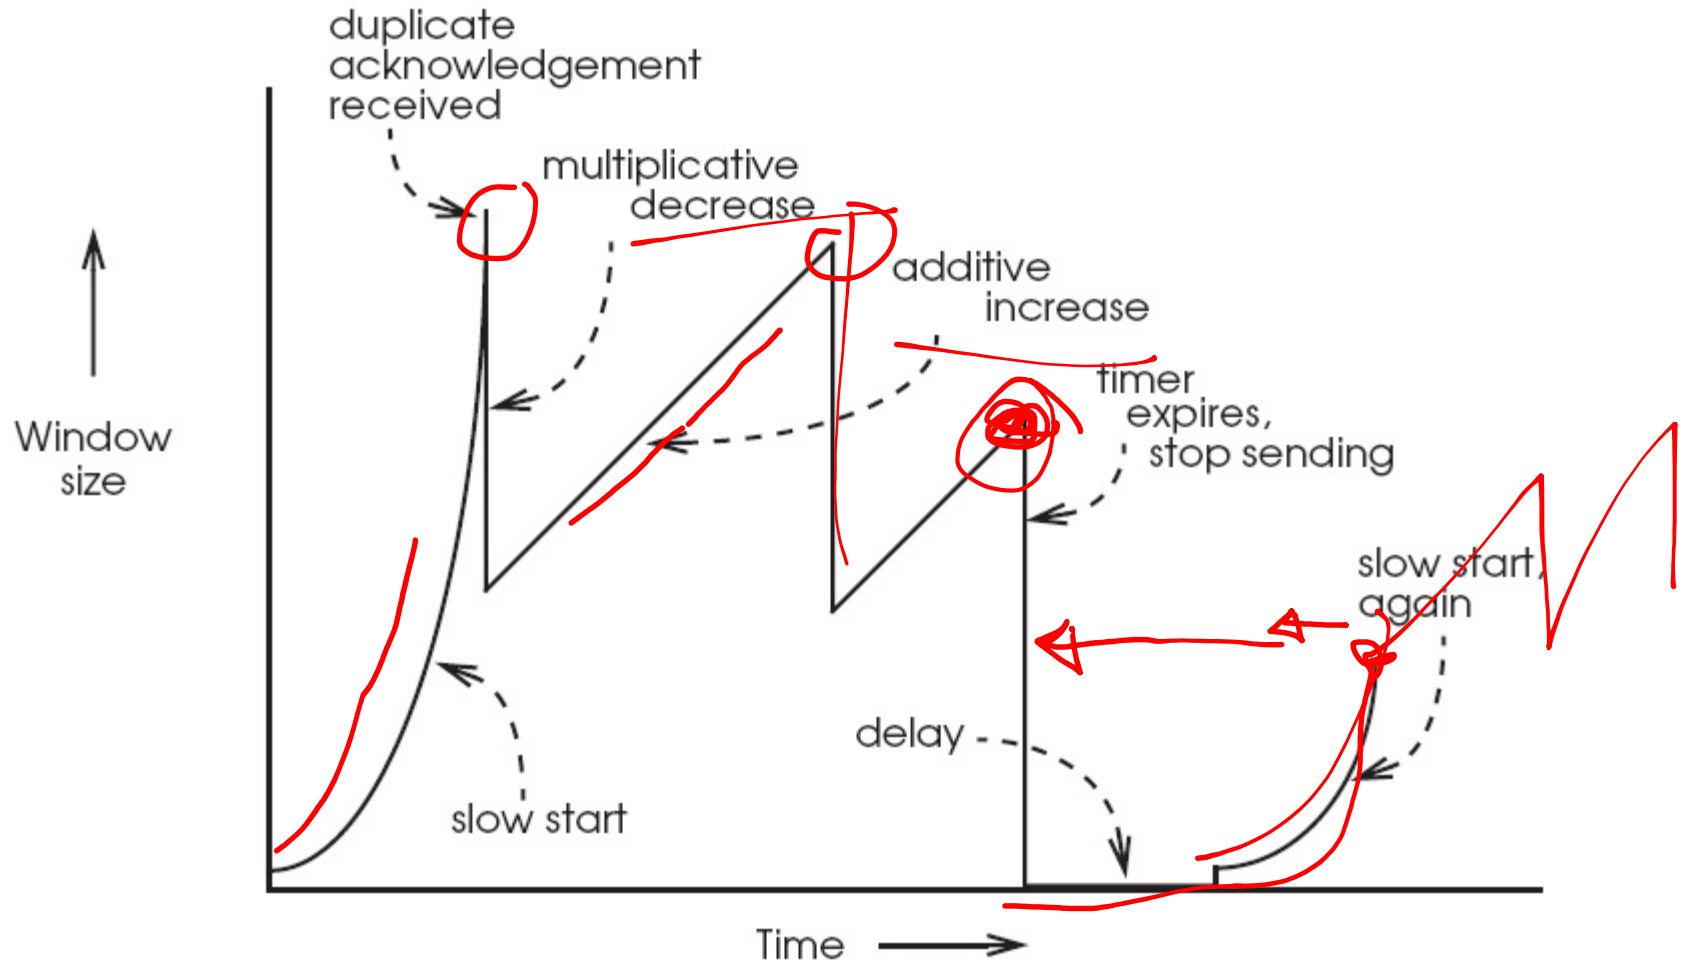 duplicate
acknowledgement
received
multiplicative
decrease
additive
increase
timer
expires,
stop sending
Window
size
slow start,
again
delay
slow start
Time